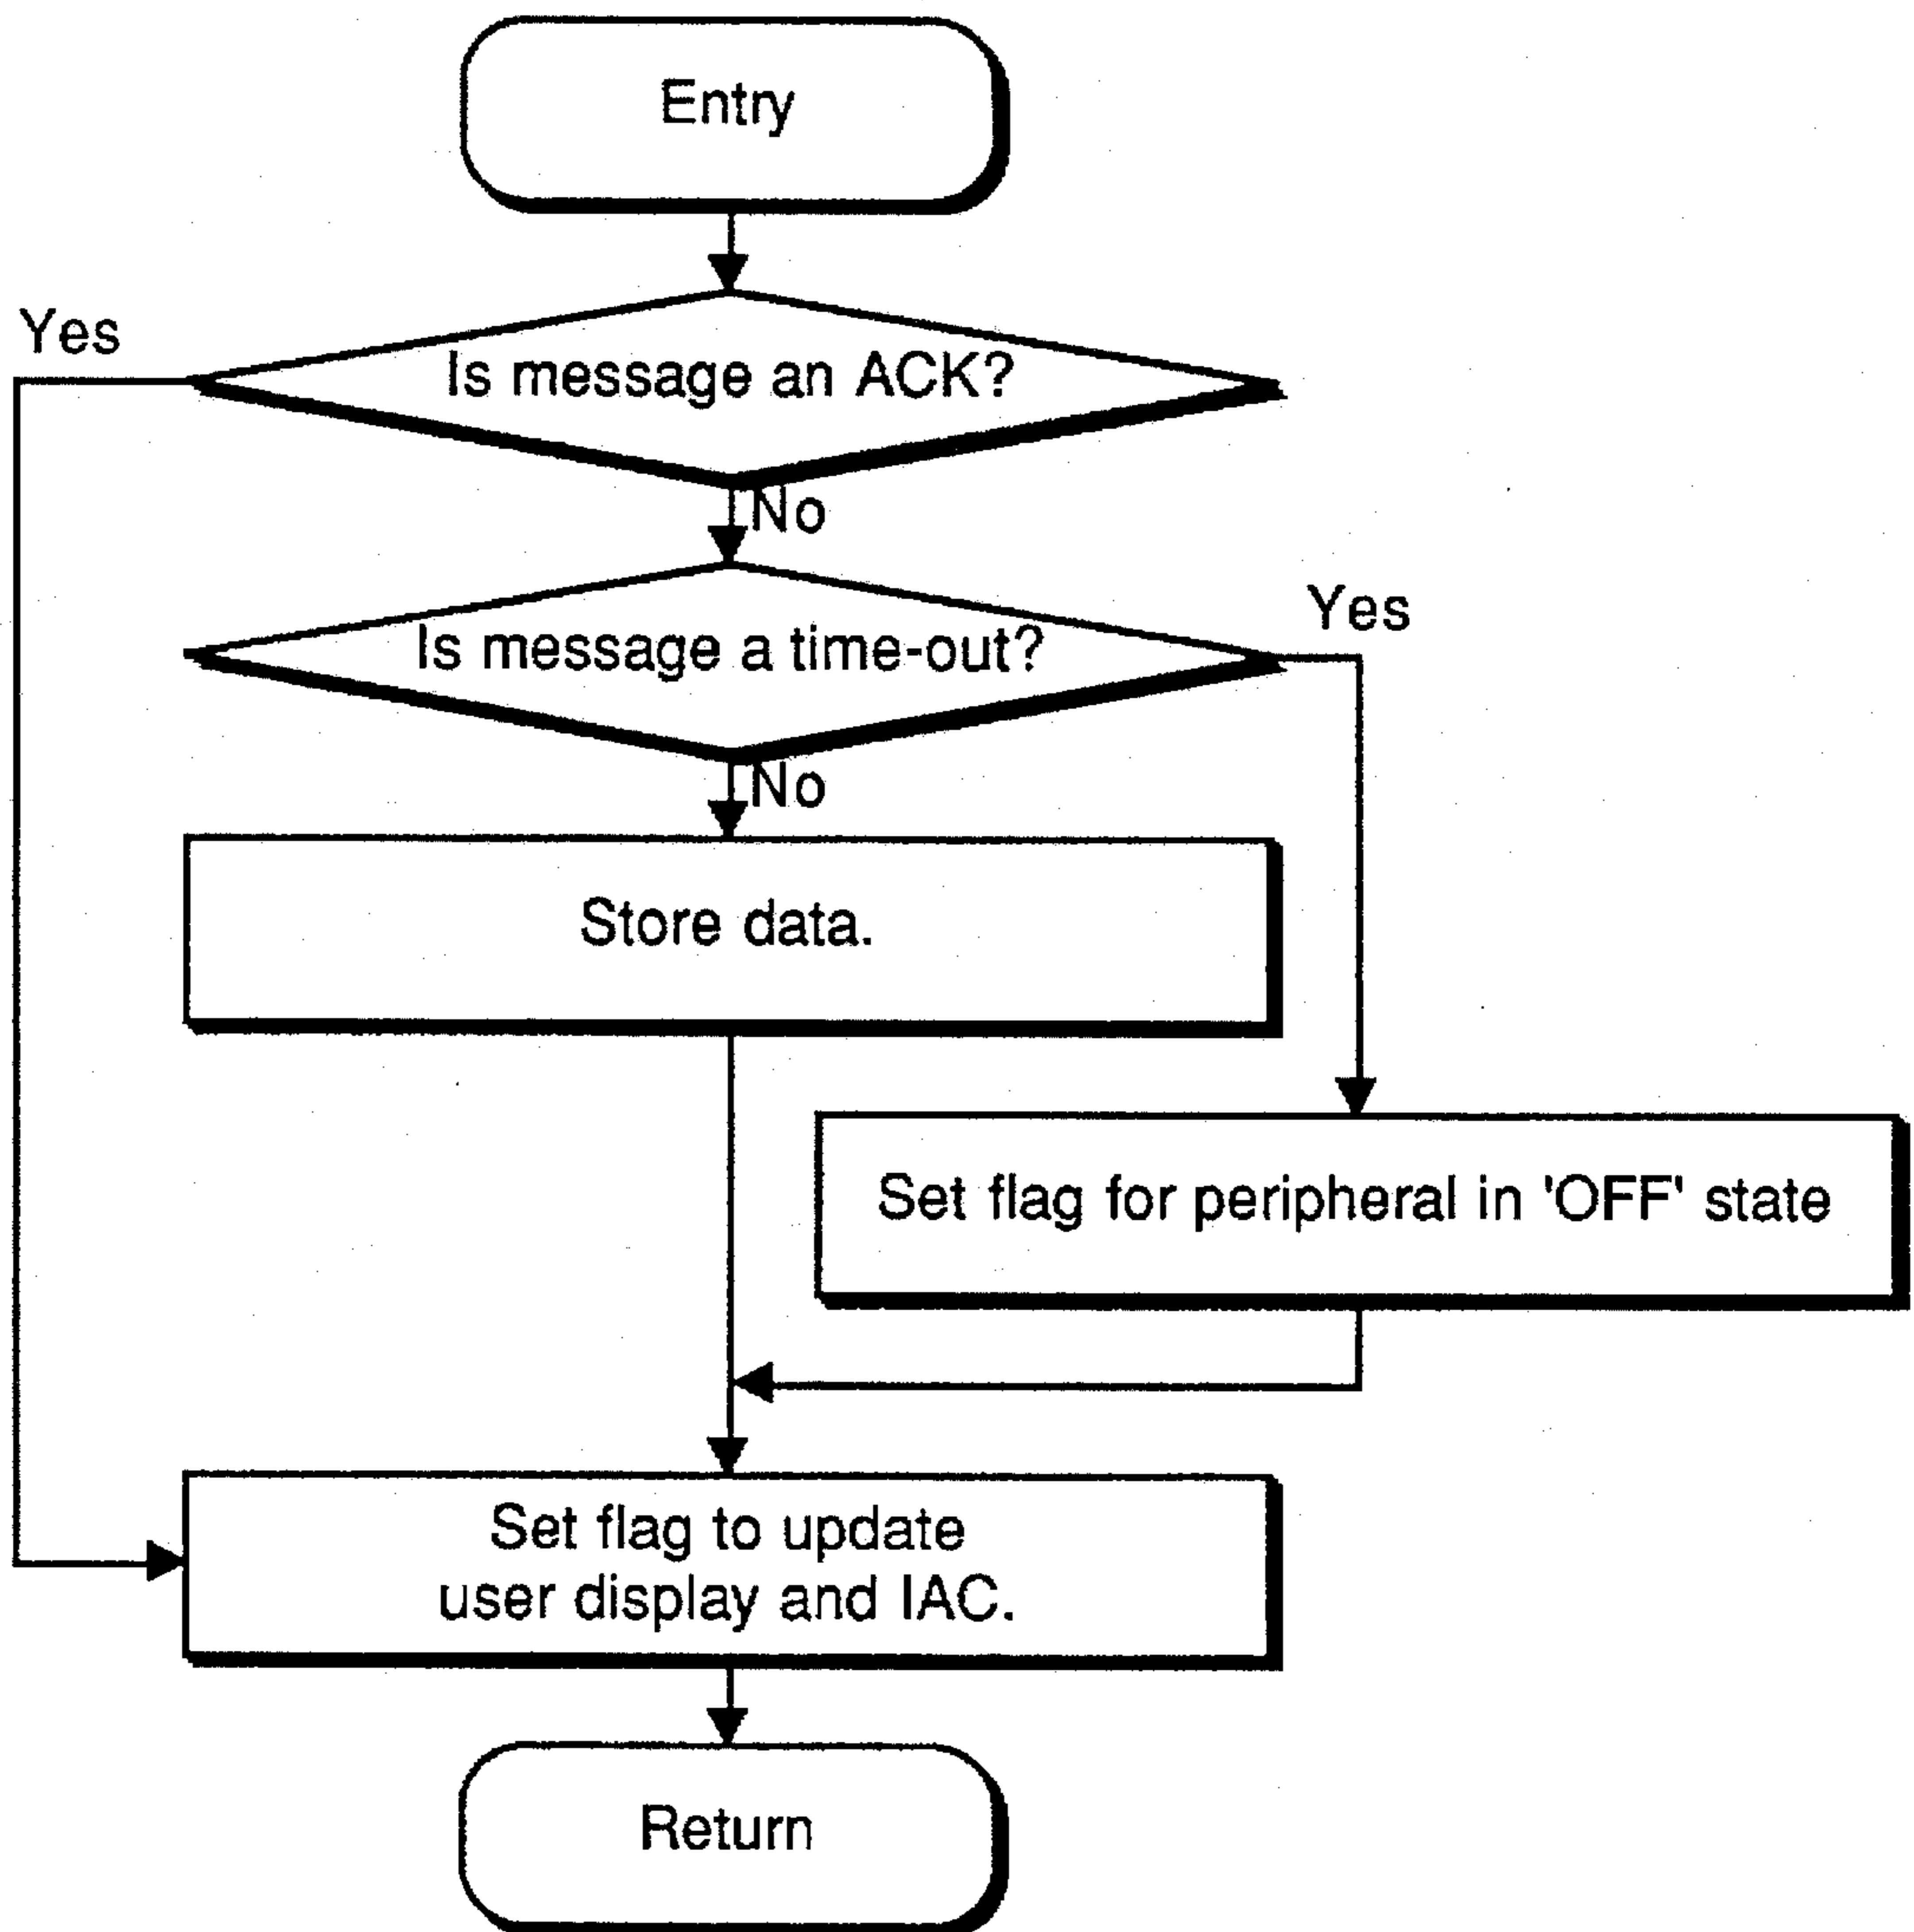 Entry
Yes
Is message an ACK?
No
Yes
Is message a time-out?
No
Store data.
Set flag for peripheral in 'OFF' state
Set flag to update
user display and IAC.
Return